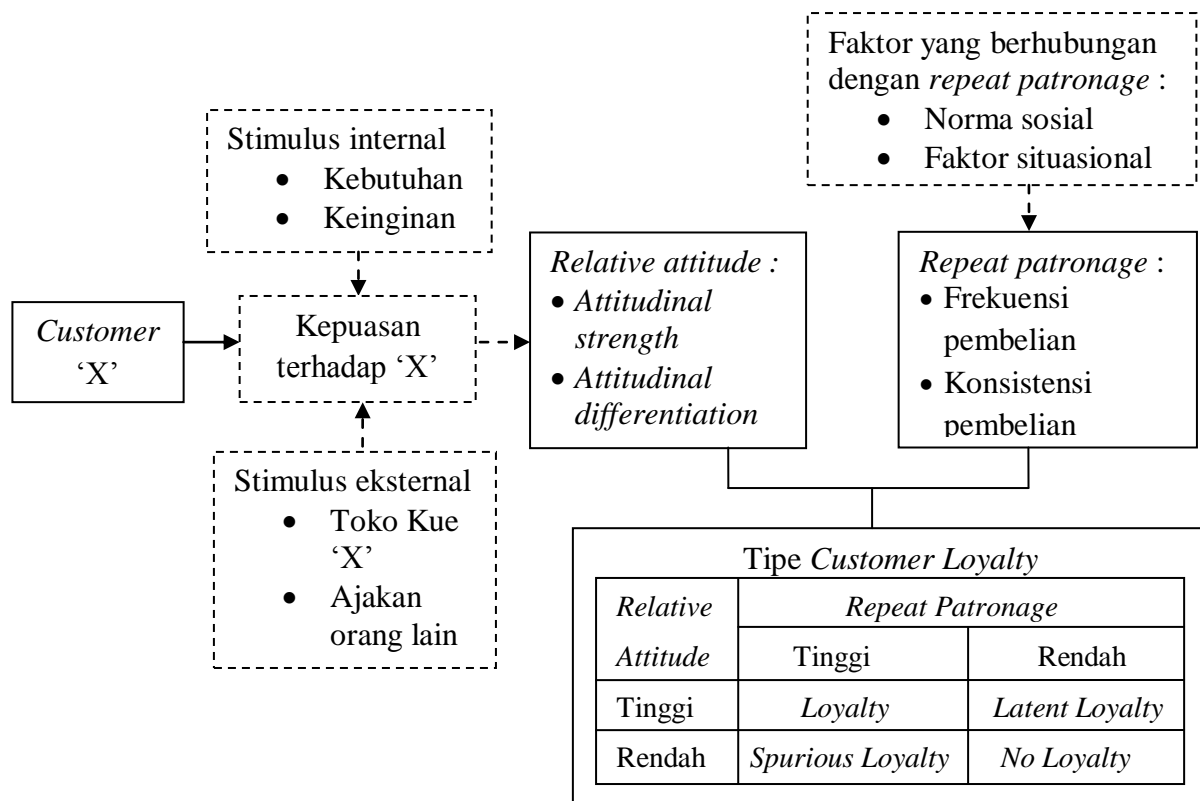 Faktor yang berhubungan
dengan repeat patronage :
• Norma sosial
• Faktor situasional
Stimulus internal
• Kebutuhan
• Keinginan
Customer
‘X’
Kepuasan
terhadap ‘X’
Relative attitude :
• Attitudinal
strength
• Attitudinal
differentiation
Repeat patronage :
• Frekuensi
pembelian
• Konsistensi
pembelian
Stimulus eksternal
• Toko Kue
‘X’
• Ajakan
orang lain
Tipe Customer Loyalty
Relative
Attitude
Repeat Patronage
Tinggi
Rendah
Tinggi
Loyalty
Latent Loyalty
Rendah
Spurious Loyalty
No Loyalty